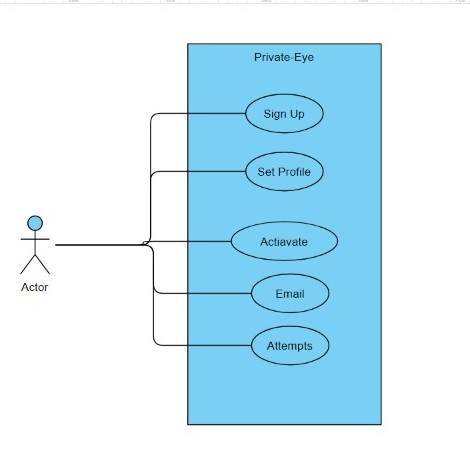 Private-Eye
Sign Up
Set Profile
Actiavate
Actor
Email
Attempts